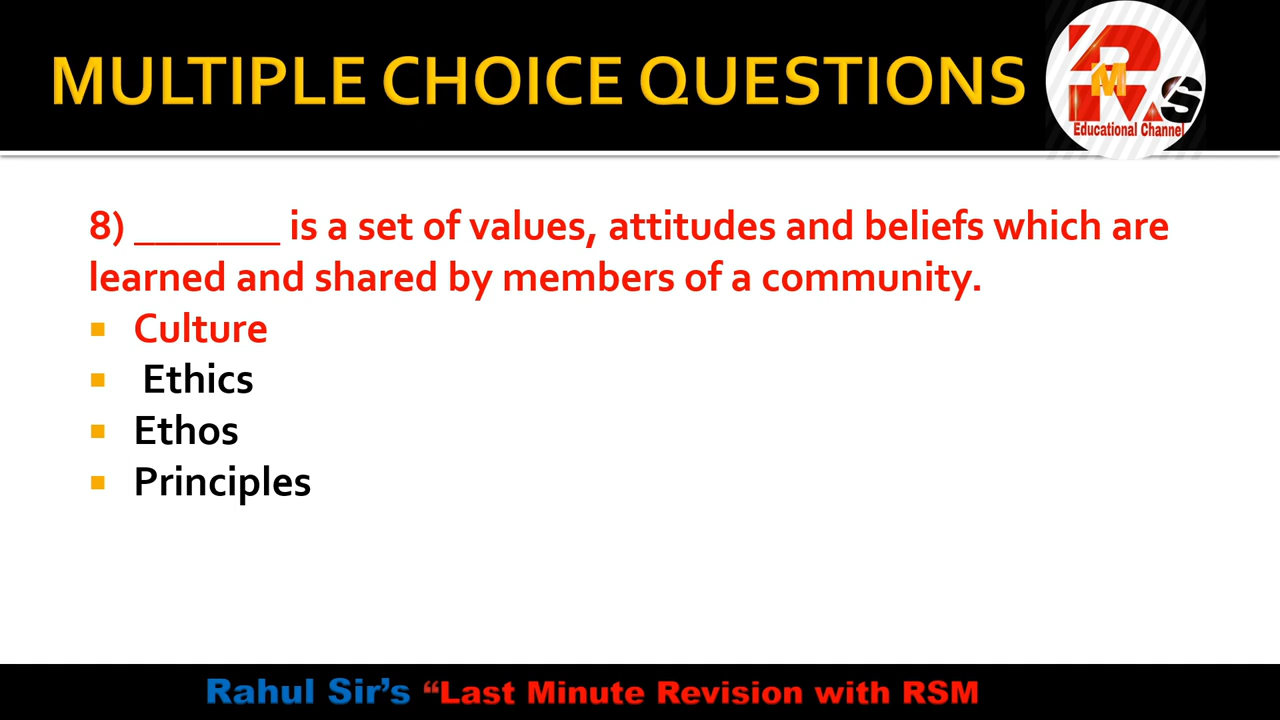 MULTIPLE CHOICE QUESTIONS
RMS
Educational Channel
8) _______ is a set of values, attitudes and beliefs which are
learned and shared by members of a community.
Culture
Ethics
Ethos
Principles
Rahul Sir's “Last Minute Revision with RSM